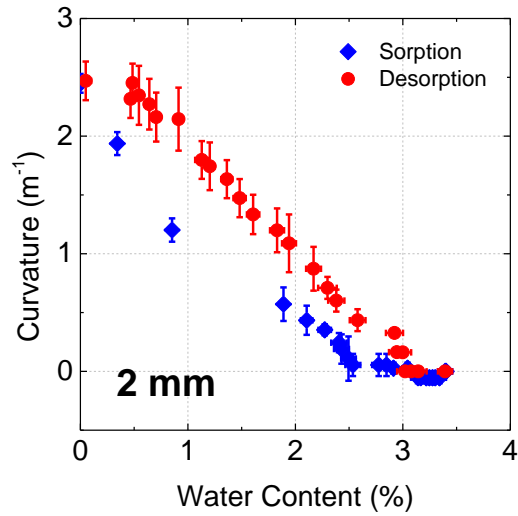 3
Sorption
Desorption
2
1
0
Curvature (m⁻¹)
2 mm
0 1 2 3 4
Water Content (%)